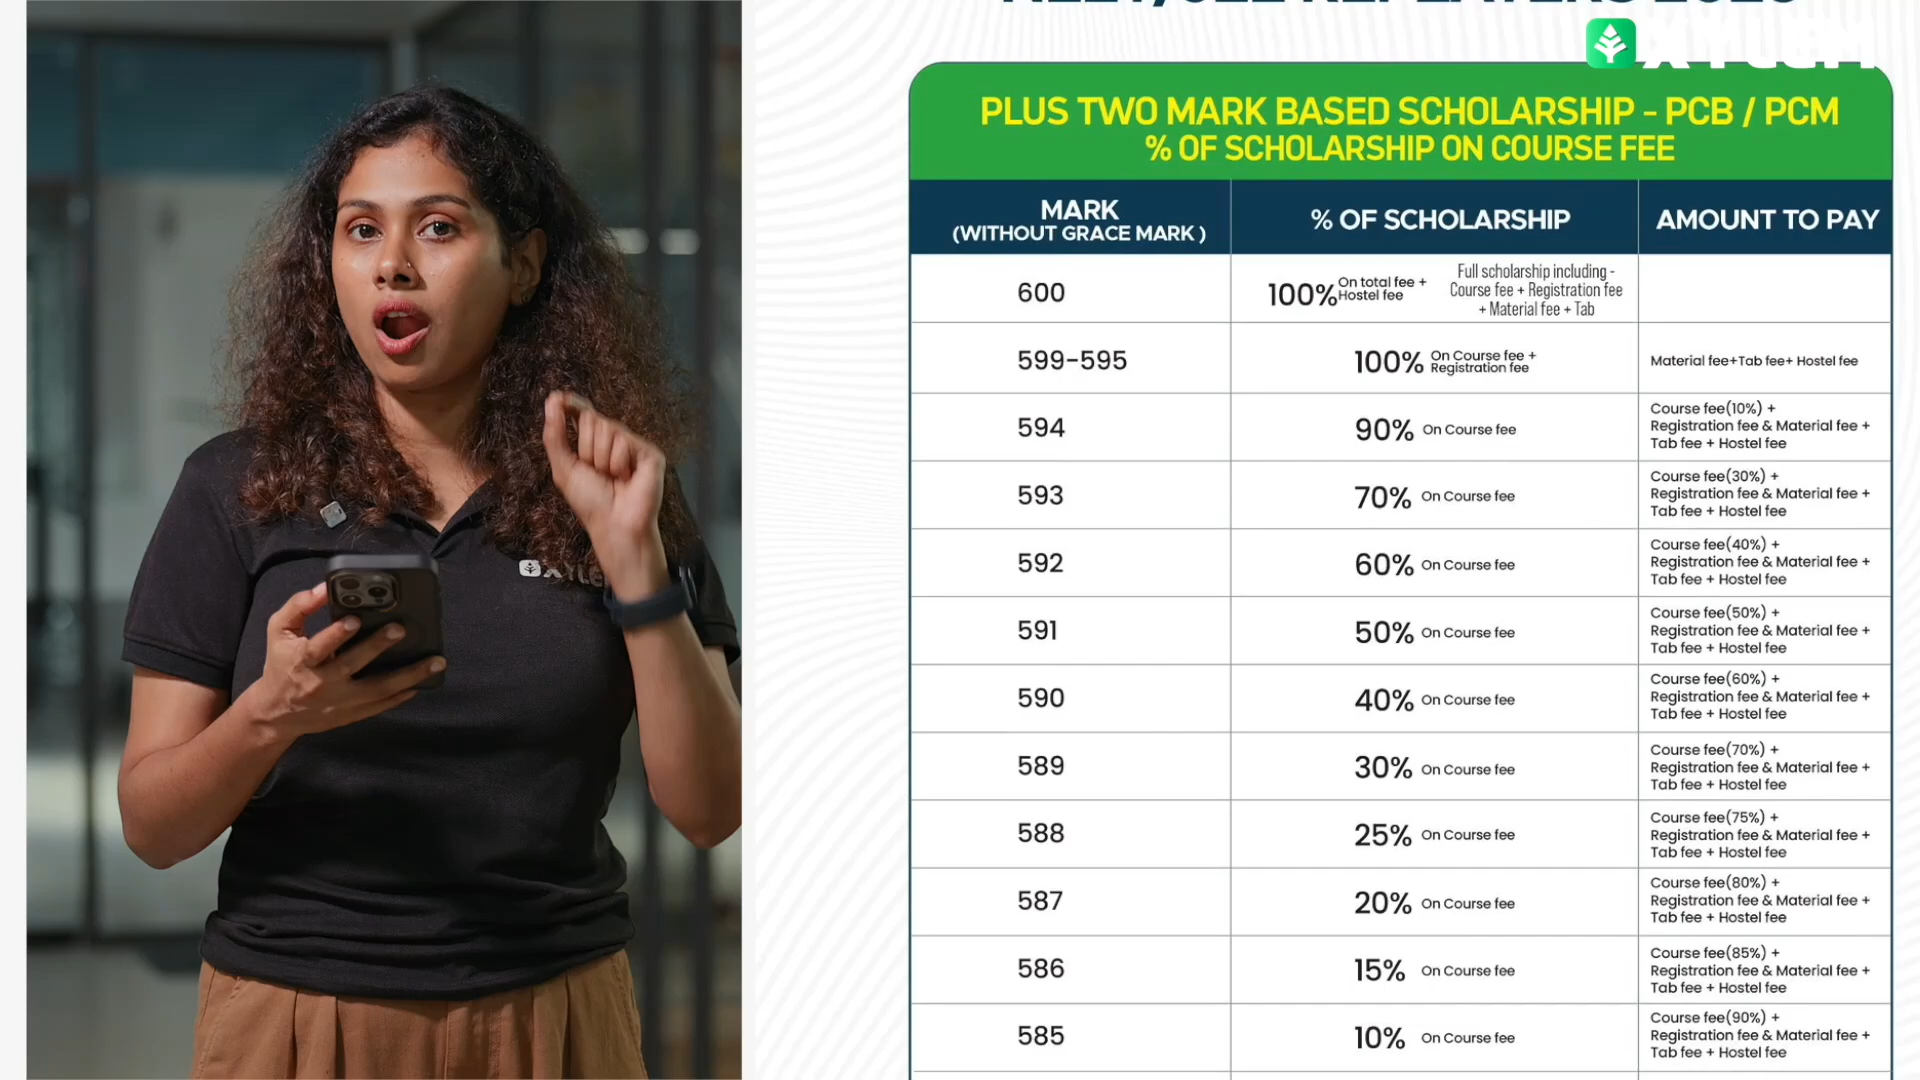 XYLEM
PLUS TWO MARK BASED SCHOLARSHIP - PCB / PCM
% OF SCHOLARSHIP ON COURSE FEE
MARK
(WITHOUT GRACE MARK )
% OF SCHOLARSHIP
AMOUNT TO PAY
600
100% On total fee +
Hostel fee
Full scholarship including -
Course fee + Registration fee
+ Material fee + Tab
599-595
100% On Course fee +
Registration fee
Material fee+Tab fee+ Hostel fee
594
90% On Course fee
Course fee(10%) +
Registration fee & Material fee +
Tab fee + Hostel fee
593
70% On Course fee
Course fee(30%) +
Registration fee & Material fee +
Tab fee + Hostel fee
592
60% On Course fee
Course fee(40%) +
Registration fee & Material fee +
Tab fee + Hostel fee
591
50% On Course fee
Course fee(50%) +
Registration fee & Material fee +
Tab fee + Hostel fee
590
40% On Course fee
Course fee(60%) +
Registration fee & Material fee +
Tab fee + Hostel fee
589
30% On Course fee
Course fee(70%) +
Registration fee & Material fee +
Tab fee + Hostel fee
588
25% On Course fee
Course fee(75%) +
Registration fee & Material fee +
Tab fee + Hostel fee
587
20% On Course fee
Course fee(80%) +
Registration fee & Material fee +
Tab fee + Hostel fee
586
15% On Course fee
Course fee(85%) +
Registration fee & Material fee +
Tab fee + Hostel fee
585
10% On Course fee
Course fee(90%) +
Registration fee & Material fee +
Tab fee + Hostel fee